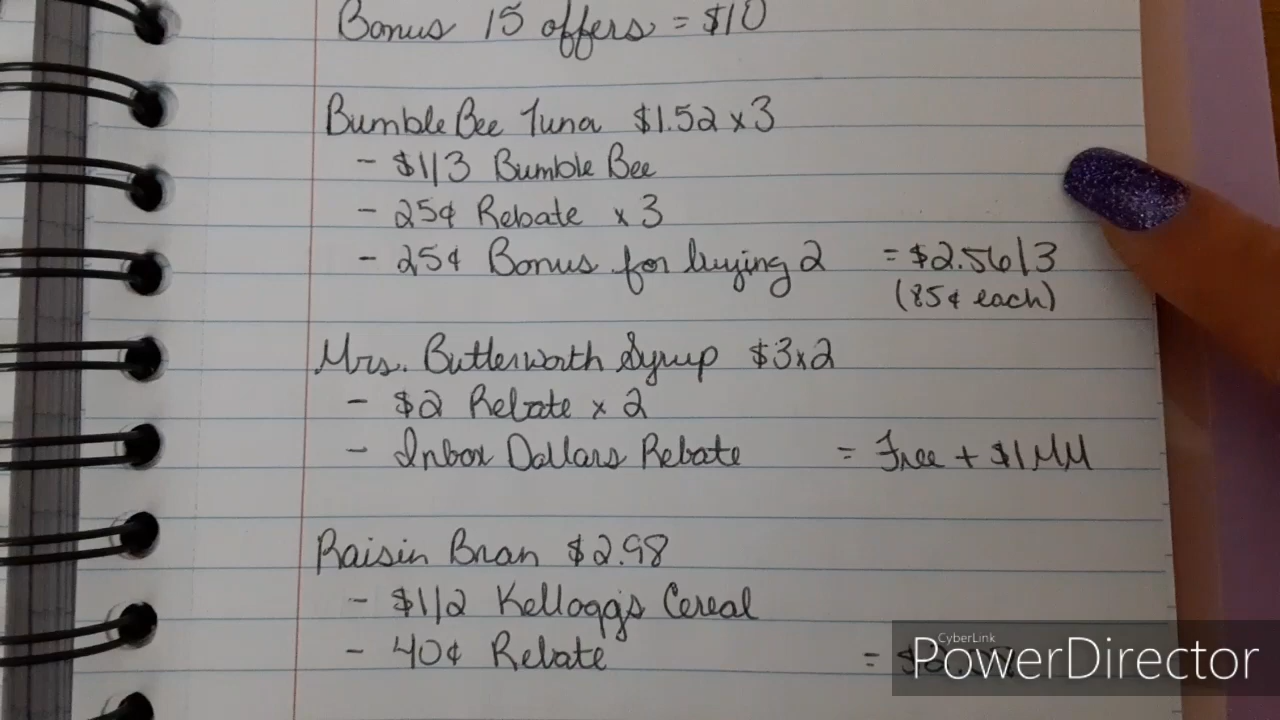 Bonus 15 offers = $10
Bumble Bee Tuna $1.52 x 3
- $1/3 Bumble Bee
- 25¢ Rebate x 3
- 25¢ Bonus for buying 2 = $2.56/3
(85¢ each)
Mrs. Butterworth Syrup $3x2
- $2 Rebate x 2
- Inbox Dollars Rebate = Free + $1 MM
Raisin Bran $2.98
- $1/2 Kellogg's Cereal
- 40¢ Rebate =
CyberLink
PowerDirector